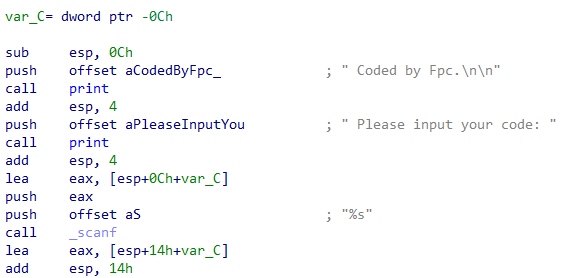 var_C= dword ptr -0Ch
sub esp, 0Ch
push offset aCodedByFpc_ ; " Coded by Fpc.\n\n"
call print
add esp, 4
push offset aPleaseInputYou ; " Please input your code: "
call print
add esp, 4
lea eax, [esp+0Ch+var_C]
push eax
push offset aS ; "%s"
call _scanf
lea eax, [esp+14h+var_C]
add esp, 14h